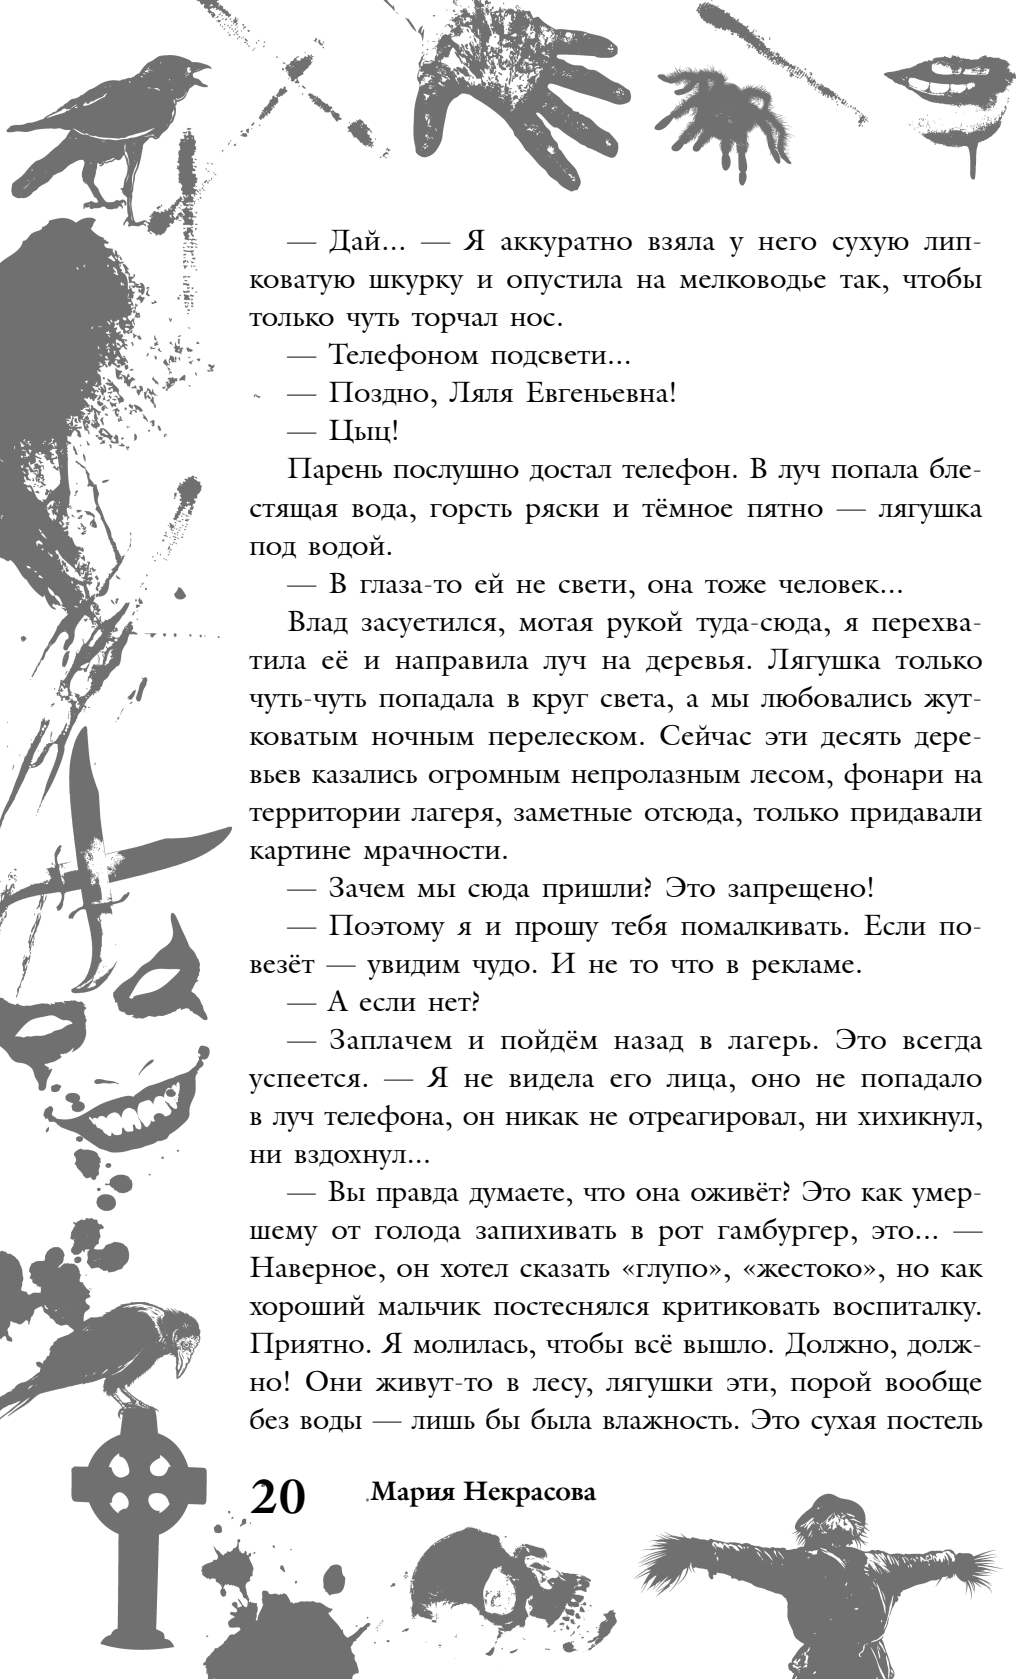 — Дай... — Я аккуратно взяла у него сухую лип-
коватую шкурку и опустила на мелководье так, чтобы
только чуть торчал нос.
— Телефоном подсвети...
— Поздно, Ляля Евгеньевна!
— Цыц!
Парень послушно достал телефон. В луч попала бле-
стящая вода, горсть ряски и тёмное пятно — лягушка
под водой.
— В глаза-то ей не свети, она тоже человек...
Влад засуетился, мотая рукой туда-сюда, я перехва-
тила её и направила луч на деревья. Лягушка только
чуть-чуть попадала в круг света, а мы любовались жут-
коватым ночным перелеском. Сейчас эти десять дере-
вьев казались огромным непролазным лесом, фонари на
территории лагеря, заметные отсюда, только придавали
картине мрачности.
— Зачем мы сюда пришли? Это запрещено!
— Поэтому я и прошу тебя помалкивать. Если по-
везёт — увидим чудо. И не то что в рекламе.
— А если нет?
— Заплачем и пойдём назад в лагерь. Это всегда
успеется. — Я не видела его лица, оно не попадало
в луч телефона, он никак не отреагировал, ни хихикнул,
ни вздохнул...
— Вы правда думаете, что она оживёт? Это как умер-
шему от голода запихивать в рот гамбургер, это... —
Наверное, он хотел сказать «глупо», «жестоко», но как
хороший мальчик постеснялся критиковать воспиталку.
Приятно. Я молилась, чтобы всё вышло. Должно, долж-
но! Они живут-то в лесу, лягушки эти, порой вообще
без воды — лишь бы была влажность. Это сухая постель
20 Мария Некрасова